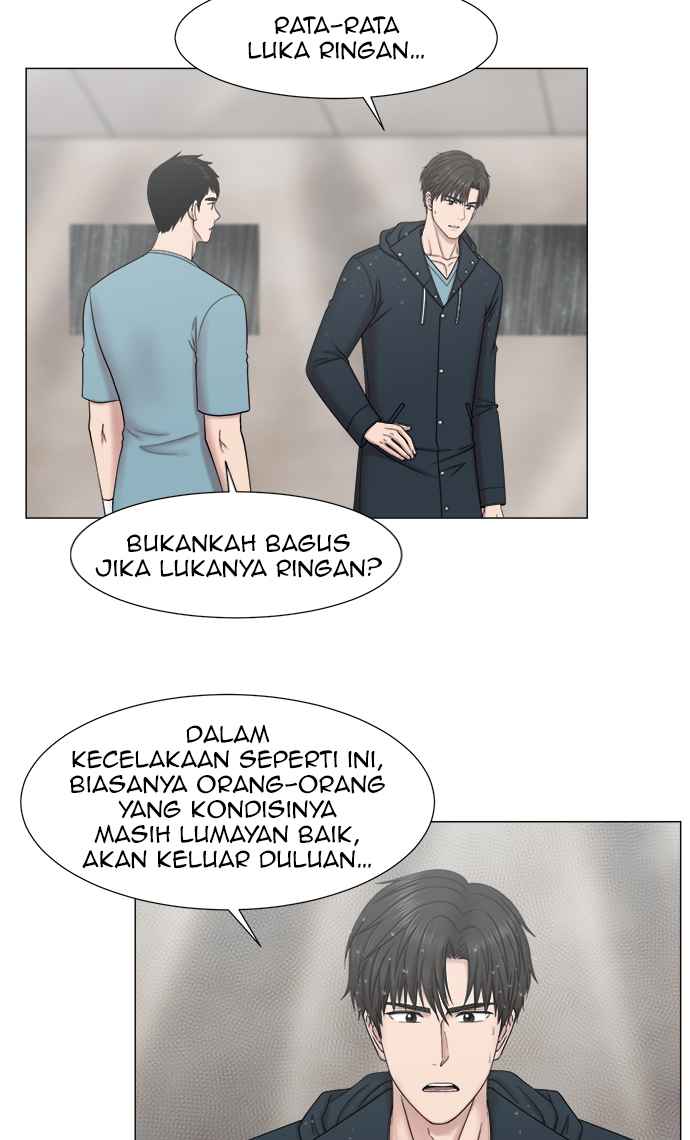 RATA-RATA
LUKA RINGAN...
BUKANKAH BAGUS
JIKA LUKANYA RINGAN?
DALAM
KECELAKAAN SEPERTI INI,
BIASANYA ORANG-ORANG
YANG KONDISINYA
MASIH LUMAYAN BAIK,
AKAN KELUAR DULUAN...